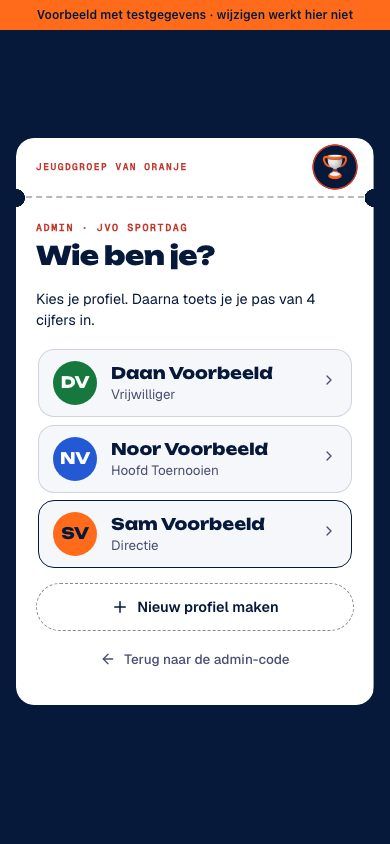 Voorbeeld met testgegevens · wijzigen werkt hier niet
JEUGDGROEP VAN ORANJE
ADMIN · JVO SPORTDAG
Wie ben je?
Kies je profiel. Daarna toets je je pas van 4
cijfers in.
DV
Daan Voorbeeld
Vrijwilliger
NV
Noor Voorbeeld
Hoofd Toernooien
SV
Sam Voorbeeld
Directie
Nieuw profiel maken
Terug naar de admin-code